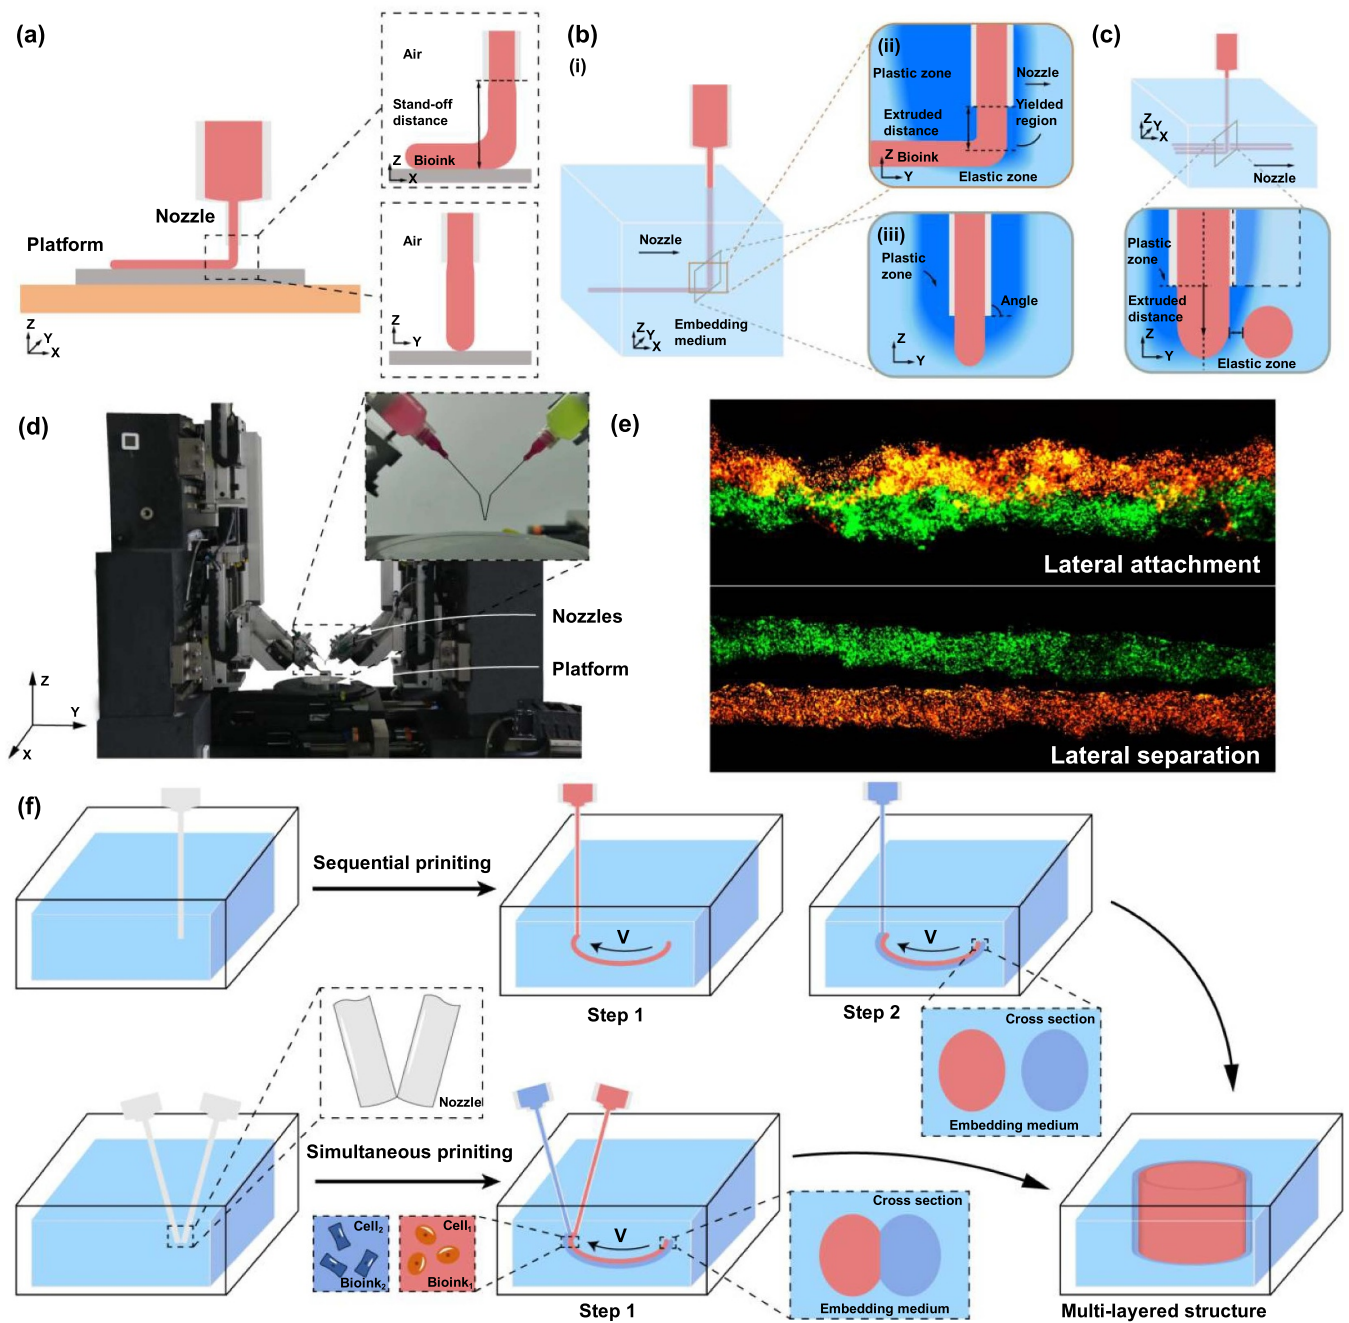 (a)
Air
Stand-off
distance
Bioink
Z
X
Nozzle
Platform
Z
Y
X
Air
Z
Y
(b)
(i)
Nozzle
Embedding
medium
Z
Y
X
(ii)
Plastic zone
Nozzle
Extruded
distance
Yielded
region
Z
Bioink
Y
Elastic zone
(iii)
Plastic
zone
Angle
Z
Y
(c)
Z
Y
X
Nozzle
Plastic
zone
Extruded
distance
Z
Y
Elastic zone
(d)
Nozzles
Platform
Z
Y
X
(e)
Lateral attachment
Lateral separation
(f)
Sequential priniting
V
Step 1
V
Step 2
Cross section
Embedding medium
Nozzle
Simultaneous priniting
Cell2
Bioink2
Cell1
Bioink1
V
Step 1
Cross section
Embedding medium
Multi-layered structure